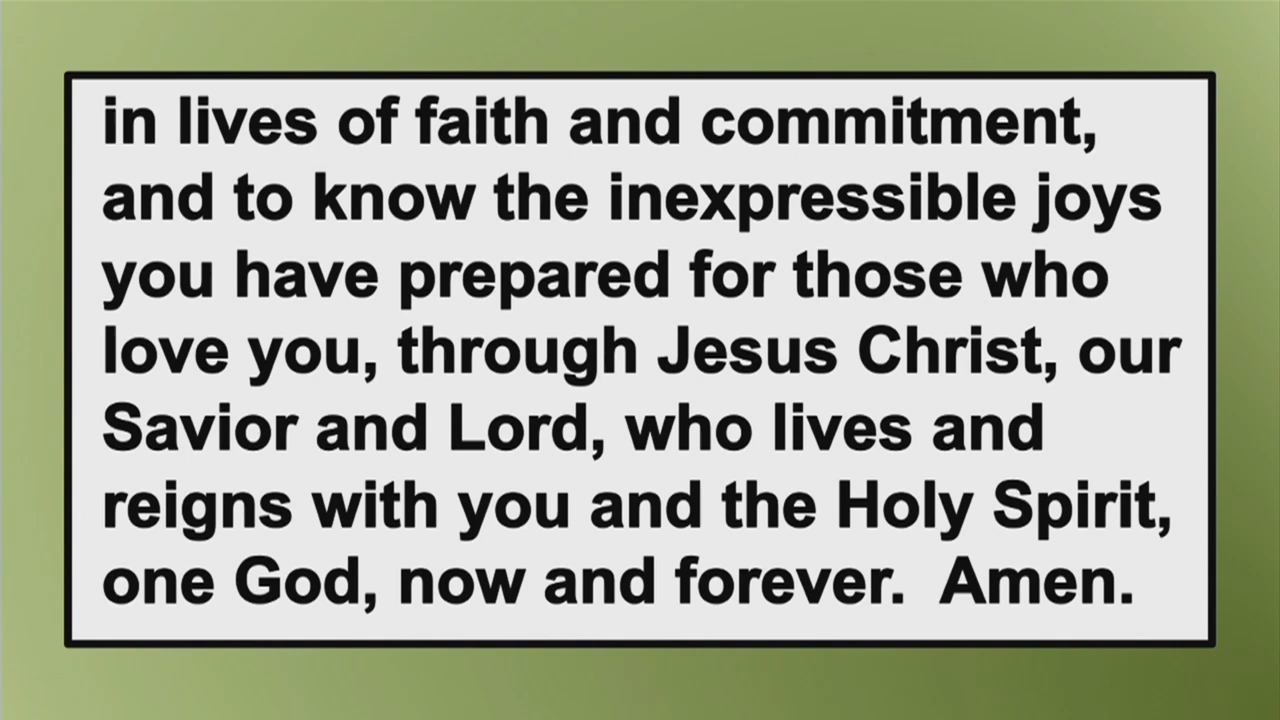 in lives of faith and commitment,
and to know the inexpressible joys
you have prepared for those who
love you, through Jesus Christ, our
Savior and Lord, who lives and
reigns with you and the Holy Spirit,
one God, now and forever.  Amen.